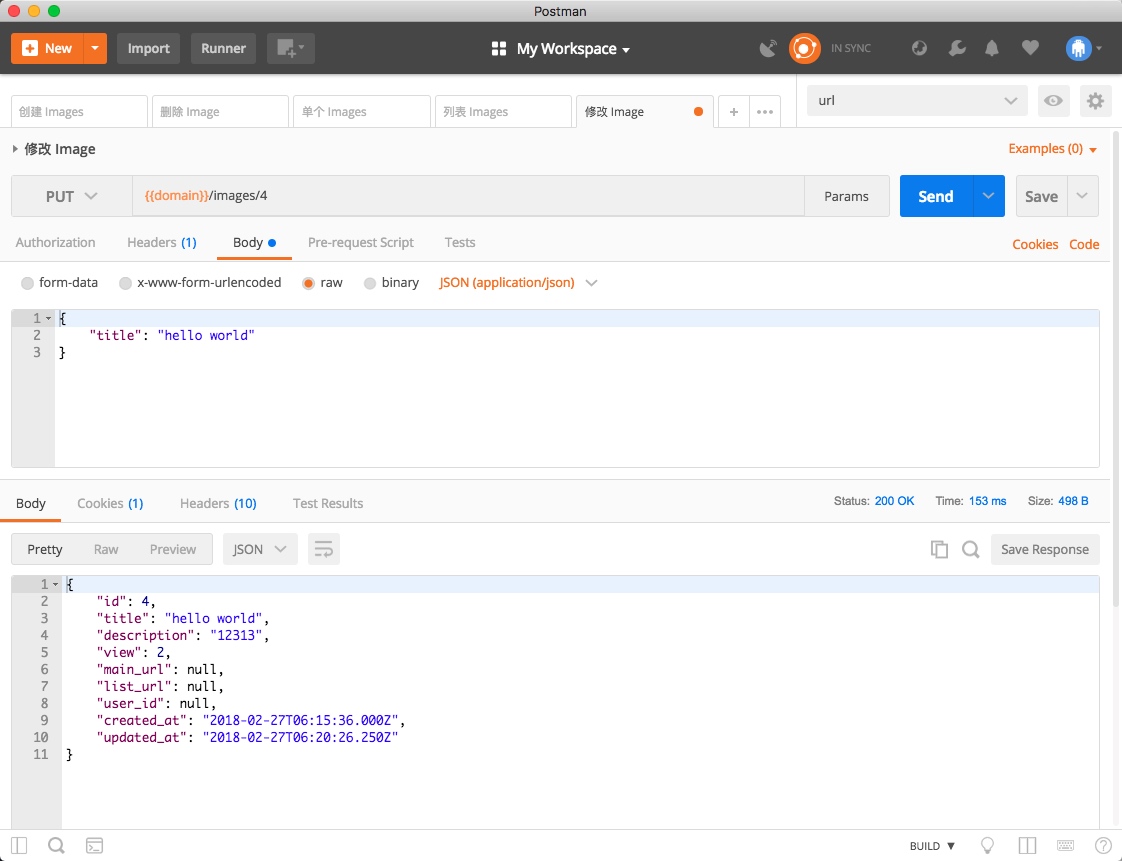 Postman
New Import Runner My Workspace IN SYNC
创建 Images 删除 Image 单个 Images 列表 Images 修改 Image + url
修改 Image Examples (0)
PUT {{domain}}/images/4 Params Send Save
Authorization Headers (1) Body Pre-request Script Tests Cookies Code
form-data x-www-form-urlencoded raw binary JSON (application/json)
1 {
2 "title": "hello world"
3 }
Body Cookies (1) Headers (10) Test Results Status: 200 OK Time: 153 ms Size: 498 B
Pretty Raw Preview JSON Save Response
1 {
2 "id": 4,
3 "title": "hello world",
4 "description": "12313",
5 "view": 2,
6 "main_url": null,
7 "list_url": null,
8 "user_id": null,
9 "created_at": "2018-02-27T06:15:36.000Z",
10 "updated_at": "2018-02-27T06:20:26.250Z"
11 }
BUILD